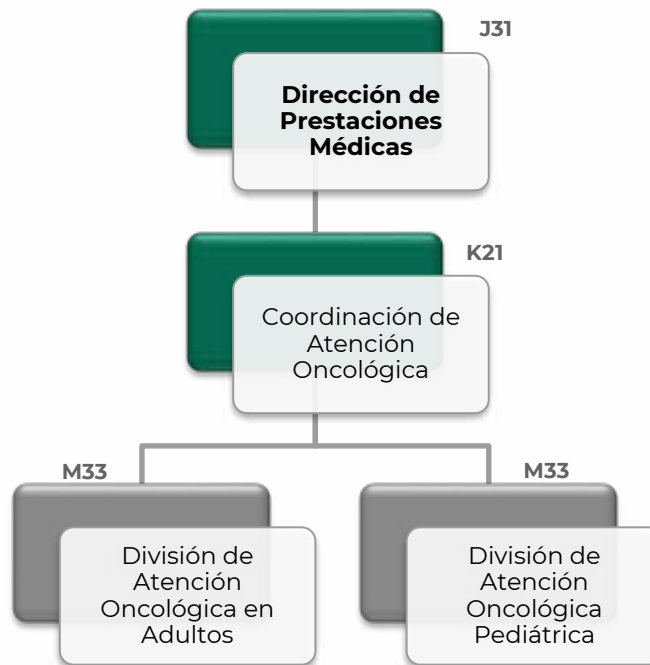 J31
Dirección de
Prestaciones
Médicas
K21
Coordinación de
Atención
Oncológica
M33
M33
División de
Atención
Oncológica en
Adultos
División de
Atención
Oncológica
Pediátrica